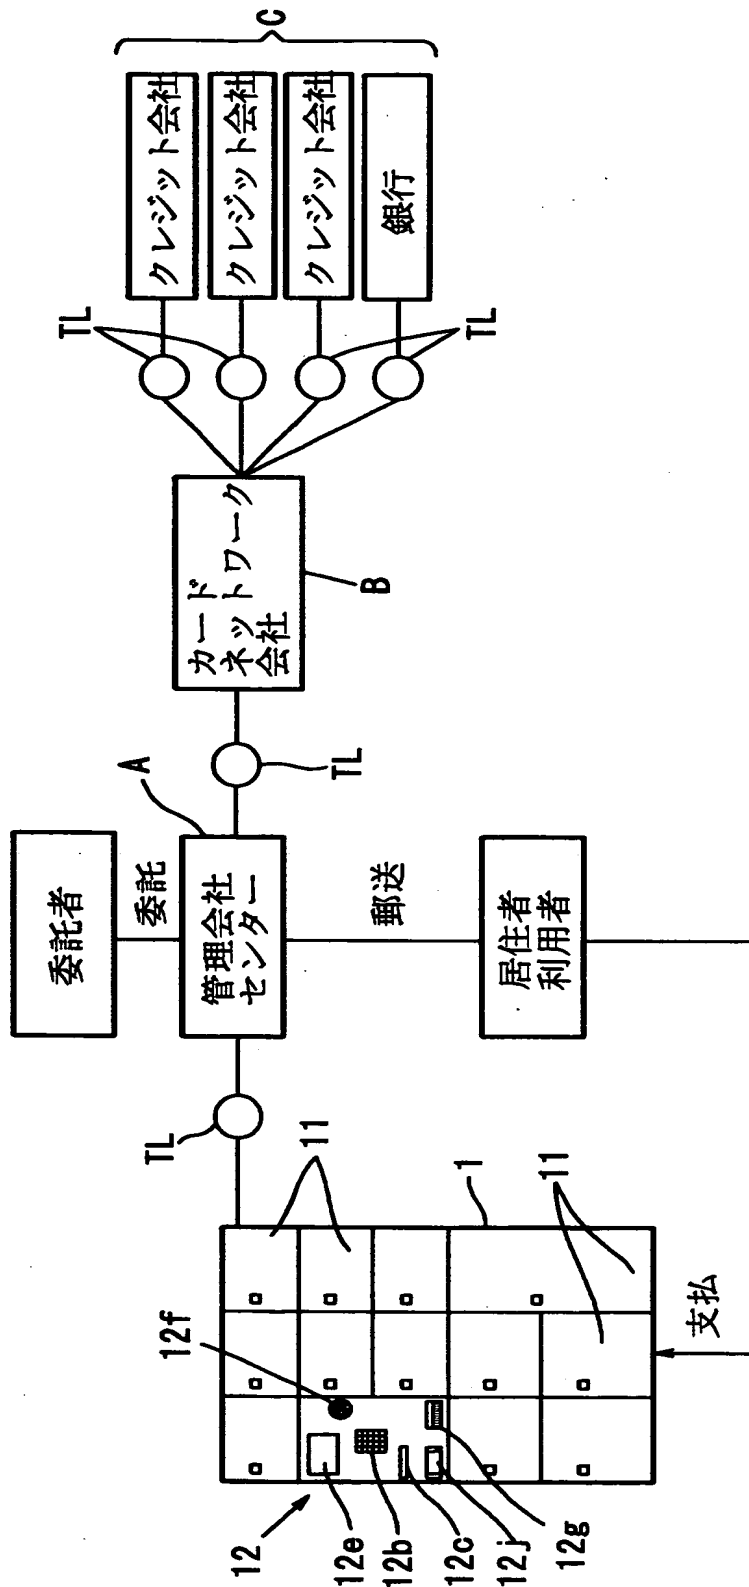 委託者
委託
A
管理会社
センター
郵送
居住者
利用者
TL
TL
B
カード
ネットワーク
会社
TL
TL
C
クレジット会社
クレジット会社
クレジット会社
銀行
11
1
11
12f
12
12e
12b
12c
12j
12g
支払